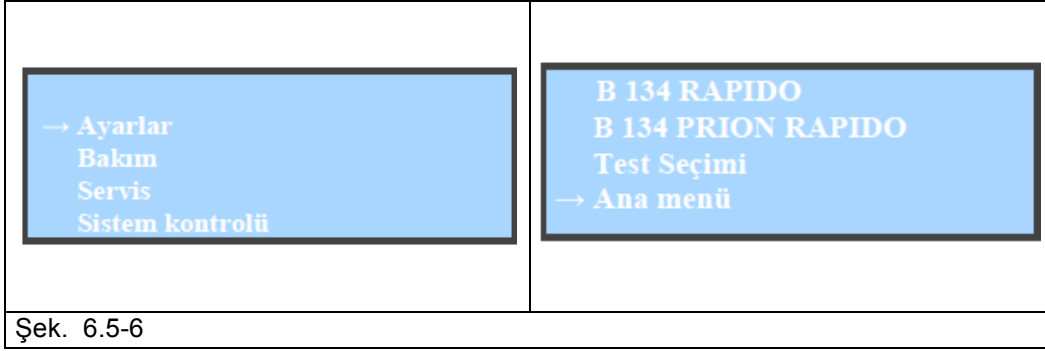 → Ayarlar
Bakım
Servis
Sistem kontrolü
B 134 RAPIDO
B 134 PRION RAPIDO
Test Seçimi
→ Ana menü
Şek. 6.5-6